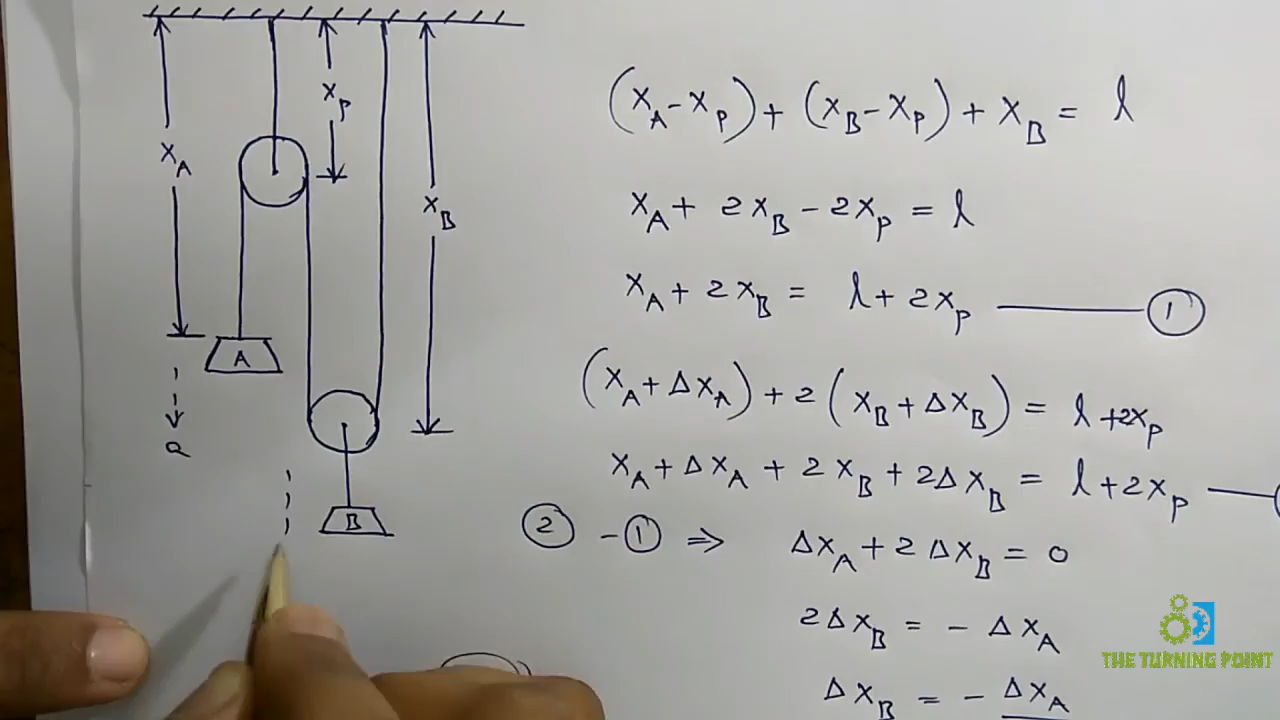 x_A
x_P
x_B
A
a
B
(x_A - x_P) + (x_B - x_P) + x_B = l
x_A + 2x_B - 2x_P = l
x_A + 2x_B = l + 2x_P —— ①
(x_A + Δx_A) + 2(x_B + Δx_B) = l + 2x_P
x_A + Δx_A + 2x_B + 2Δx_B = l + 2x_P ——
② - ① ⇒ Δx_A + 2Δx_B = 0
2Δx_B = - Δx_A
Δx_B = - Δx_A
THE TURNING POINT